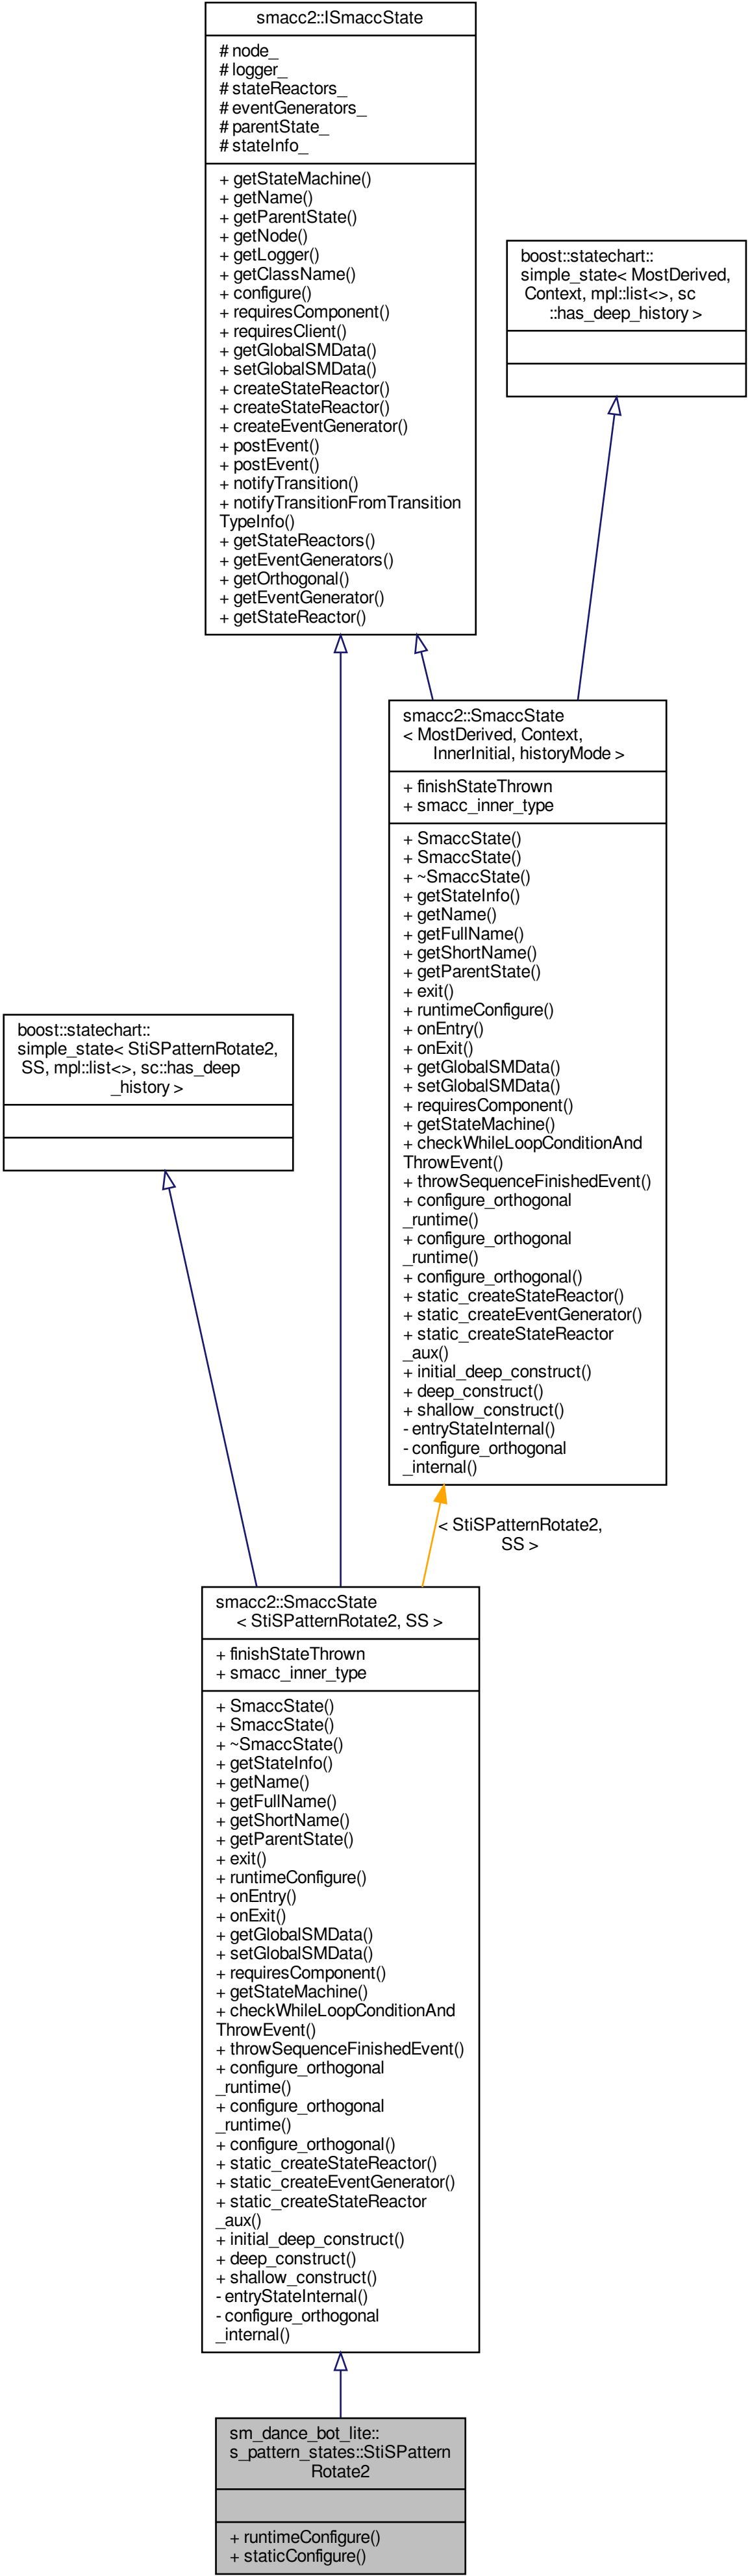 smacc2::ISmaccState
# node_
# logger_
# stateReactors_
# eventGenerators_
# parentState_
# stateInfo_
+ getStateMachine()
+ getName()
+ getParentState()
+ getNode()
+ getLogger()
+ getClassName()
+ configure()
+ requiresComponent()
+ requiresClient()
+ getGlobalSMData()
+ setGlobalSMData()
+ createStateReactor()
+ createStateReactor()
+ createEventGenerator()
+ postEvent()
+ postEvent()
+ notifyTransition()
+ notifyTransitionFromTransition
TypeInfo()
+ getStateReactors()
+ getEventGenerators()
+ getOrthogonal()
+ getEventGenerator()
+ getStateReactor()
boost::statechart::
simple_state< MostDerived,
Context, mpl::list<>, sc
::has_deep_history >
smacc2::SmaccState
< MostDerived, Context,
InnerInitial, historyMode >
+ finishStateThrown
+ smacc_inner_type
+ SmaccState()
+ SmaccState()
+ ~SmaccState()
+ getStateInfo()
+ getName()
+ getFullName()
+ getShortName()
+ getParentState()
+ exit()
+ runtimeConfigure()
+ onEntry()
+ onExit()
+ getGlobalSMData()
+ setGlobalSMData()
+ requiresComponent()
+ getStateMachine()
+ checkWhileLoopConditionAnd
ThrowEvent()
+ throwSequenceFinishedEvent()
+ configure_orthogonal
_runtime()
+ configure_orthogonal
_runtime()
+ configure_orthogonal()
+ static_createStateReactor()
+ static_createEventGenerator()
+ static_createStateReactor
_aux()
+ initial_deep_construct()
+ deep_construct()
+ shallow_construct()
- entryStateInternal()
- configure_orthogonal
_internal()
boost::statechart::
simple_state< StiSPatternRotate2,
SS, mpl::list<>, sc::has_deep
_history >
< StiSPatternRotate2,
SS >
smacc2::SmaccState
< StiSPatternRotate2, SS >
+ finishStateThrown
+ smacc_inner_type
+ SmaccState()
+ SmaccState()
+ ~SmaccState()
+ getStateInfo()
+ getName()
+ getFullName()
+ getShortName()
+ getParentState()
+ exit()
+ runtimeConfigure()
+ onEntry()
+ onExit()
+ getGlobalSMData()
+ setGlobalSMData()
+ requiresComponent()
+ getStateMachine()
+ checkWhileLoopConditionAnd
ThrowEvent()
+ throwSequenceFinishedEvent()
+ configure_orthogonal
_runtime()
+ configure_orthogonal
_runtime()
+ configure_orthogonal()
+ static_createStateReactor()
+ static_createEventGenerator()
+ static_createStateReactor
_aux()
+ initial_deep_construct()
+ deep_construct()
+ shallow_construct()
- entryStateInternal()
- configure_orthogonal
_internal()
sm_dance_bot_lite::
s_pattern_states::StiSPattern
Rotate2
+ runtimeConfigure()
+ staticConfigure()